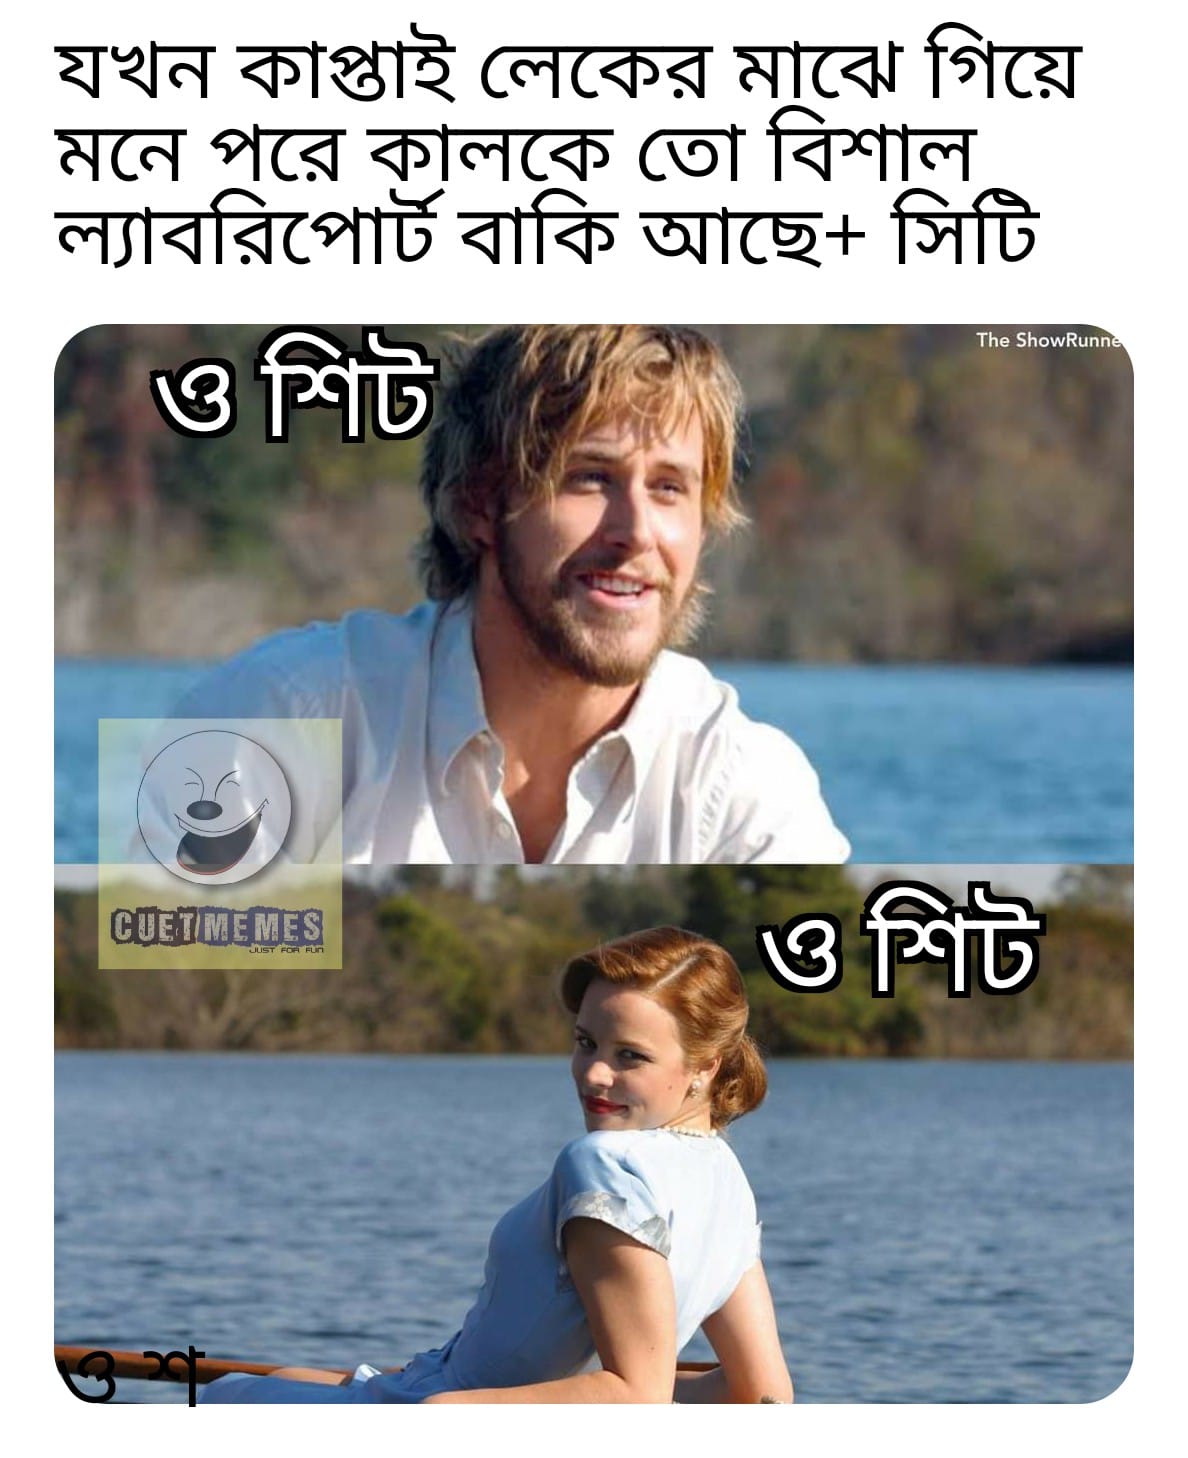 যখন কাপ্তাই লেকের মাঝে গিয়ে
মনে পরে কালকে তো বিশাল
ল্যাবরিপোর্ট বাকি আছে+ সিটি
The ShowRunne
ও শিট
CUET MEMES
JUST FOR FUN
ও শিট
ও শ